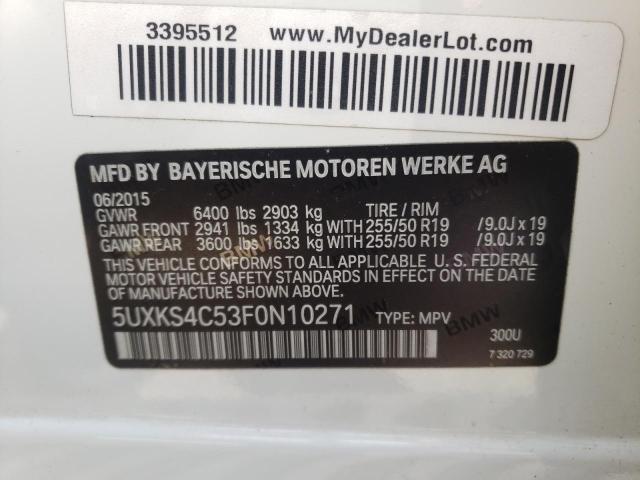 3395512 www.MyDealerLot.com
MFD BY BAYERISCHE MOTOREN WERKE AG
06/2015
GVWR 6400 lbs 2903 kg TIRE / RIM
GAWR FRONT 2941 lbs 1334 kg WITH 255/50 R19 /9.0J x 19
GAWR REAR 3600 lbs 1633 kg WITH 255/50 R19 /9.0J x 19
THIS VEHICLE CONFORMS TO ALL APPLICABLE U. S. FEDERAL
MOTOR VEHICLE SAFETY STANDARDS IN EFFECT ON THE DATE
OF MANUFACTURE SHOWN ABOVE.
5UXKS4C53F0N10271 TYPE: MPV
300U
7 320 729